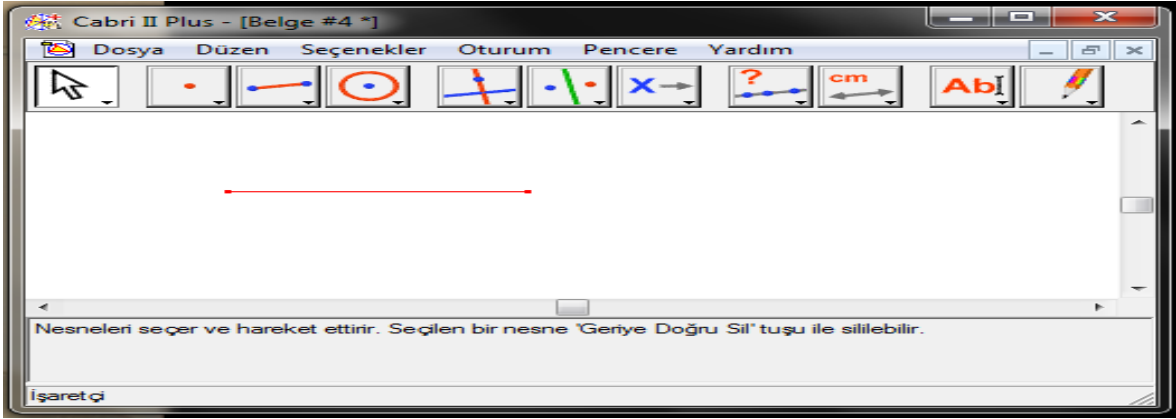 Cabri II Plus - [Belge #4 *]
Dosya Düzen Seçenekler Oturum Pencere Yardım
X ? cm Ab
Nesneleri seçer ve hareket ettirir. Seçilen bir nesne 'Geriye Doğru Sil' tuşu ile sililebilir.
İşaretçi